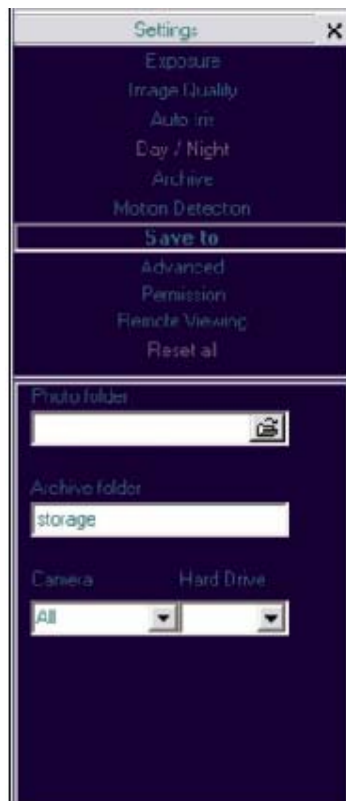 Settings
Exposure
Image Quality
Auto Iris
Day / Night
Archive
Motion Detection
Save to
Advanced
Permission
Remote Viewing
Reset all
Photo folder
Archive folder
storage
Camera Hard Drive
All